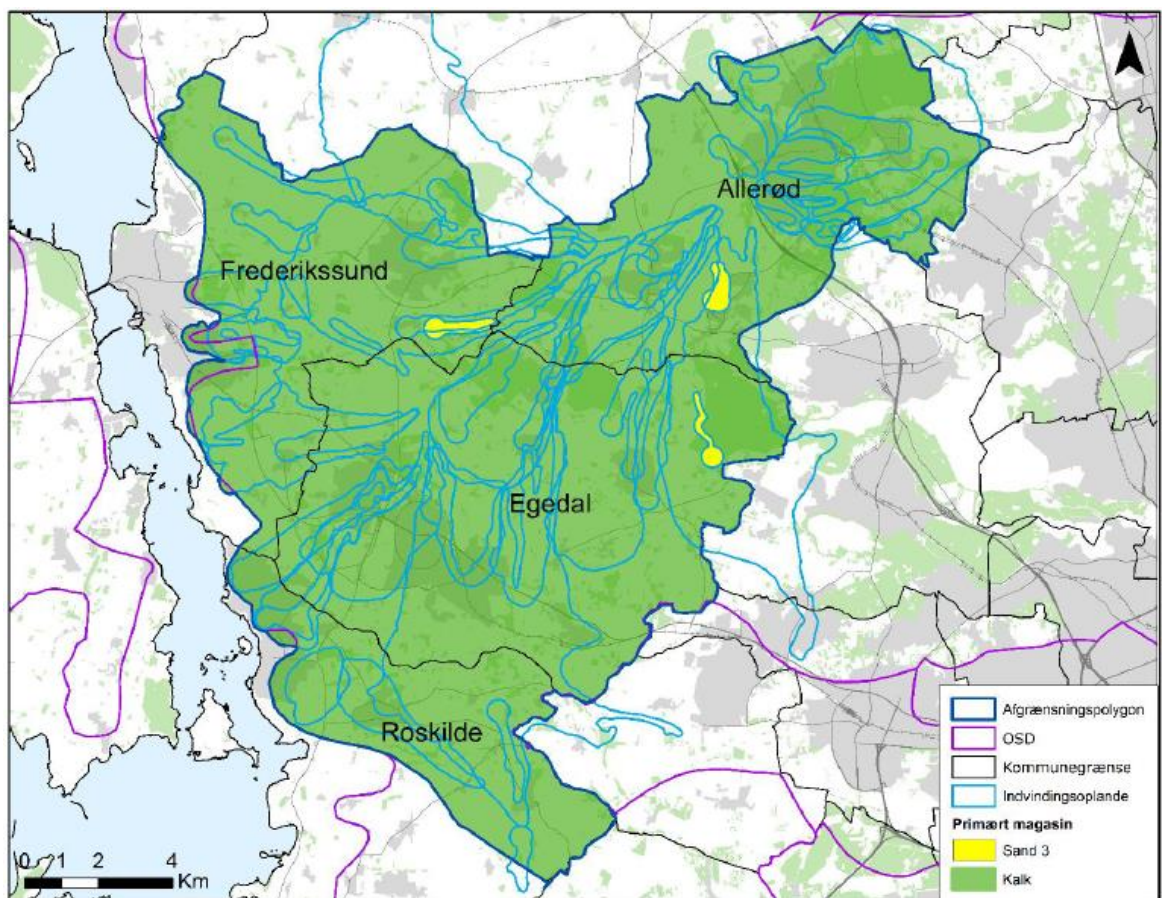 N
Allerød
Frederikssund
Egedal
Roskilde
0 1 2 4
Km
Afgrænsningspolygon
OSD
Kommunegrænse
Indvindingsoplande
Primært magasin
Sand 3
Kalk